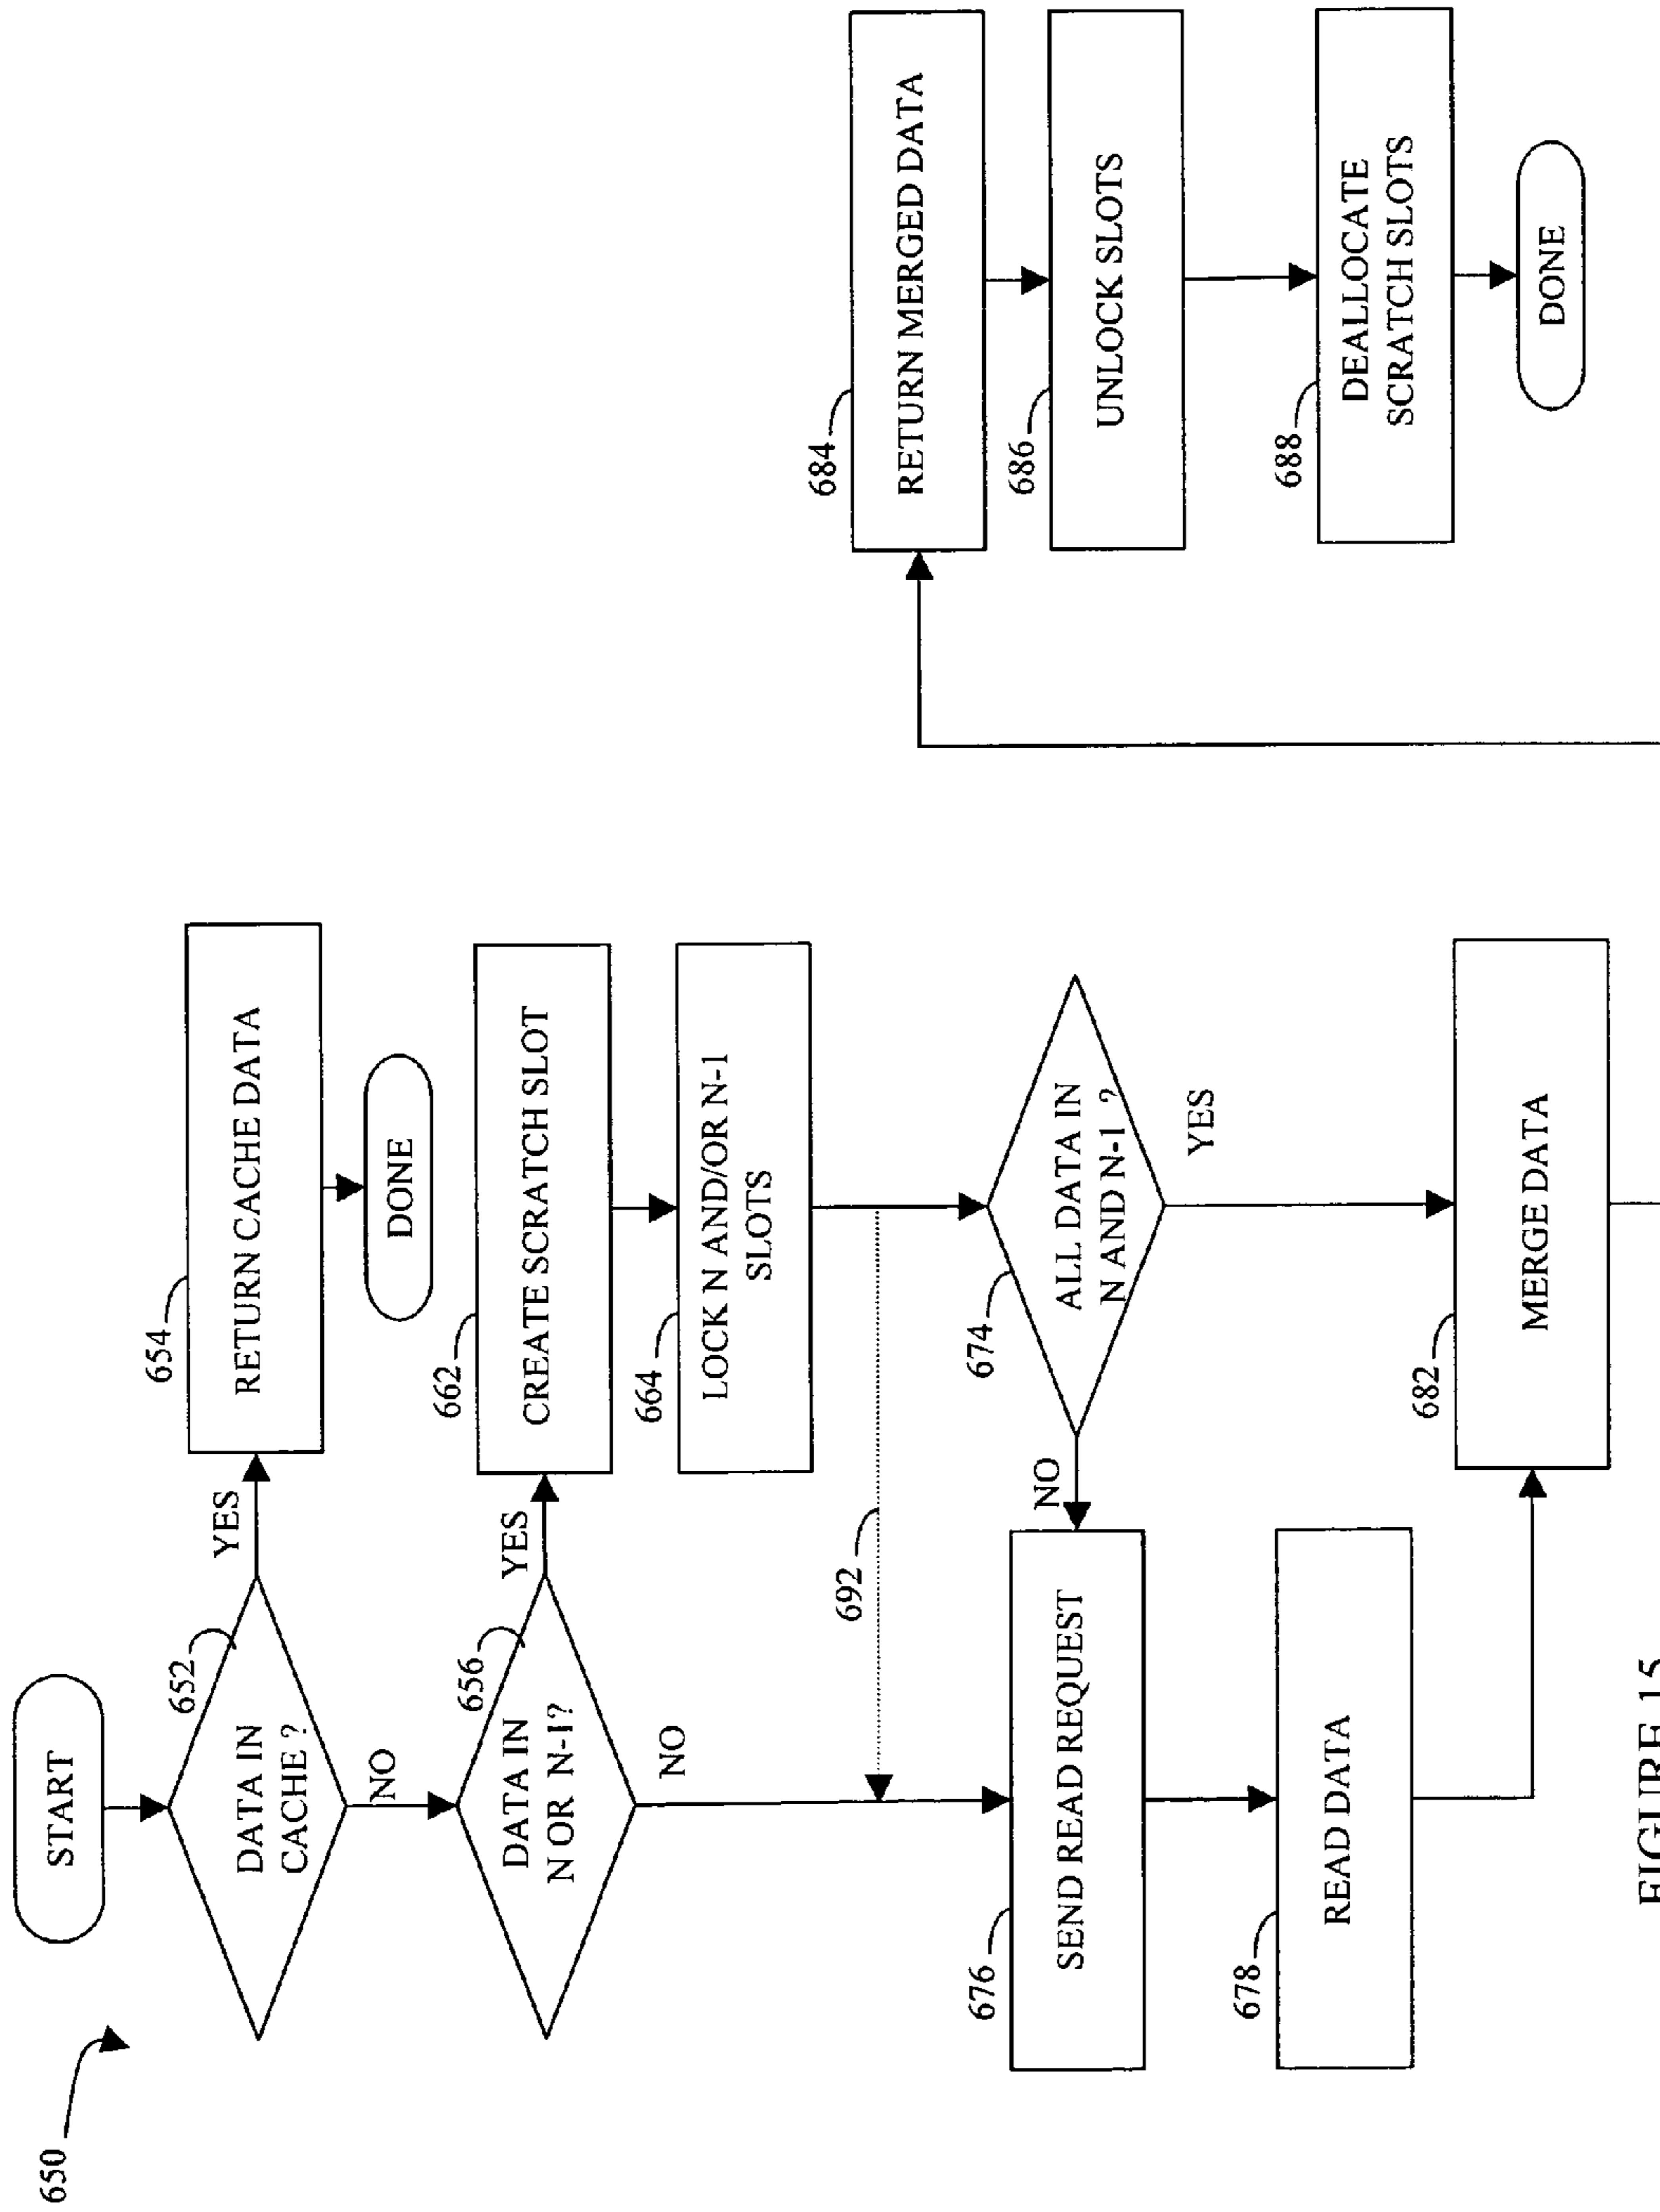 650
START
652
DATA IN
CACHE ?
YES
NO
654
RETURN CACHE DATA
DONE
656
DATA IN
N OR N-1?
YES
NO
662
CREATE SCRATCH SLOT
664
LOCK N AND/OR N-1
SLOTS
692
674
ALL DATA IN
N AND N-1 ?
NO
YES
676
SEND READ REQUEST
678
READ DATA
682
MERGE DATA
684
RETURN MERGED DATA
686
UNLOCK SLOTS
688
DEALLOCATE
SCRATCH SLOTS
DONE
FIGURE 15